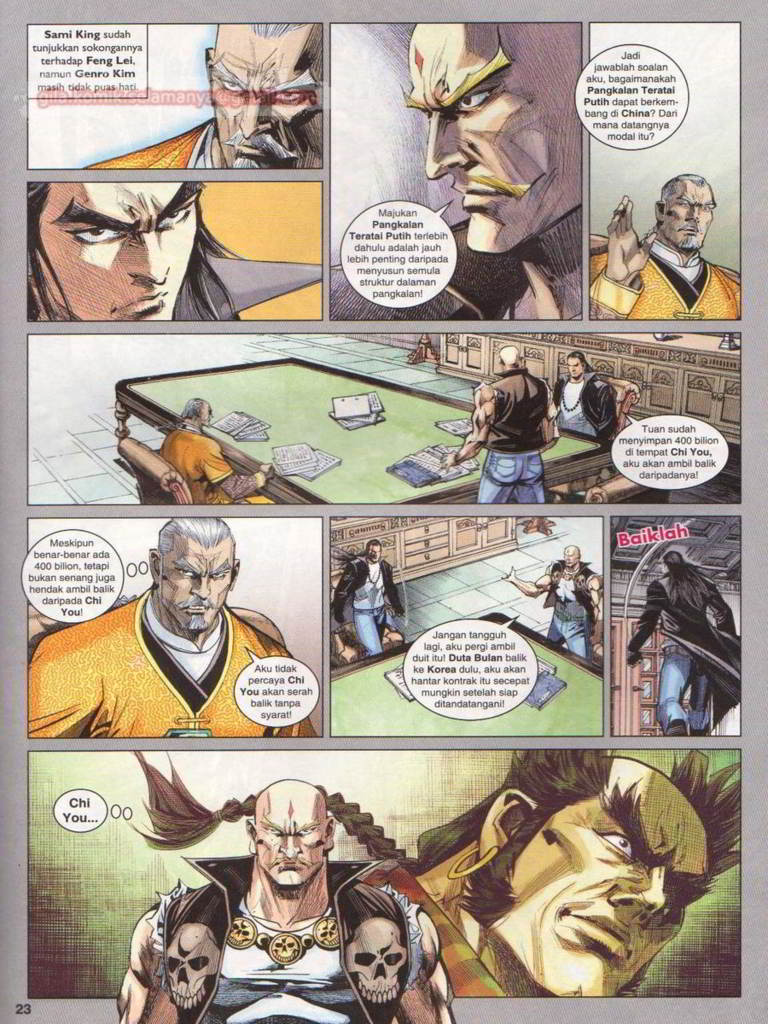 Sami King sudah
tunjukkan sokongannya
terhadap Feng Lei,
namun Genro Kim
masih tidak puas hati.
gila.komik.selamanya@gmail.com
Majukan
Pangkalan
Teratai Putih terlebih
dahulu adalah jauh
lebih penting daripada
menyusun semula
struktur dalaman
pangkalan!
Jadi
jawablah soalan
aku, bagaimanakah
Pangkalan Teratai
Putih dapat berkem-
bang di China? Dari
mana datangnya
modal itu?
Tuan sudah
menyimpan 400 bilion
di tempat Chi You,
aku akan ambil balik
daripadanya!
Meskipun
benar-benar ada
400 bilion, tetapi
bukan senang juga
hendak ambil balik
daripada Chi
You!
Aku tidak
percaya Chi
You akan serah
balik tanpa
syarat!
Jangan tangguh
lagi, aku pergi ambil
duit itu! Duta Bulan balik
ke Korea dulu, aku akan
hantar kontrak itu secepat
mungkin setelah siap
ditandatangani!
Baiklah
Chi
You...
23